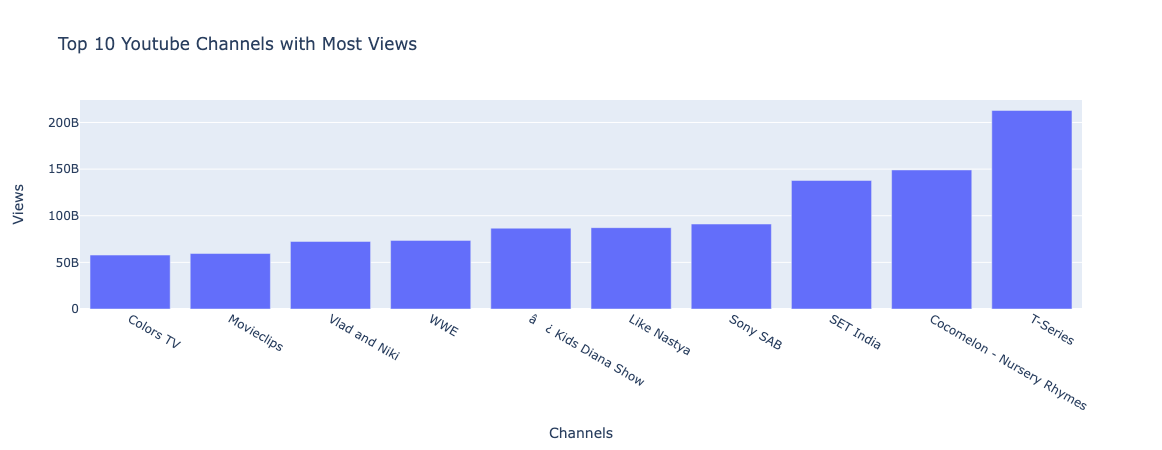 Top 10 Youtube Channels with Most Views
200B
150B
100B
50B
0
Views
Colors TV
Movieclips
Vlad and Niki
WWE
â ¿ Kids Diana Show
Like Nastya
Sony SAB
SET India
Cocomelon - Nursery Rhymes
T-Series
Channels